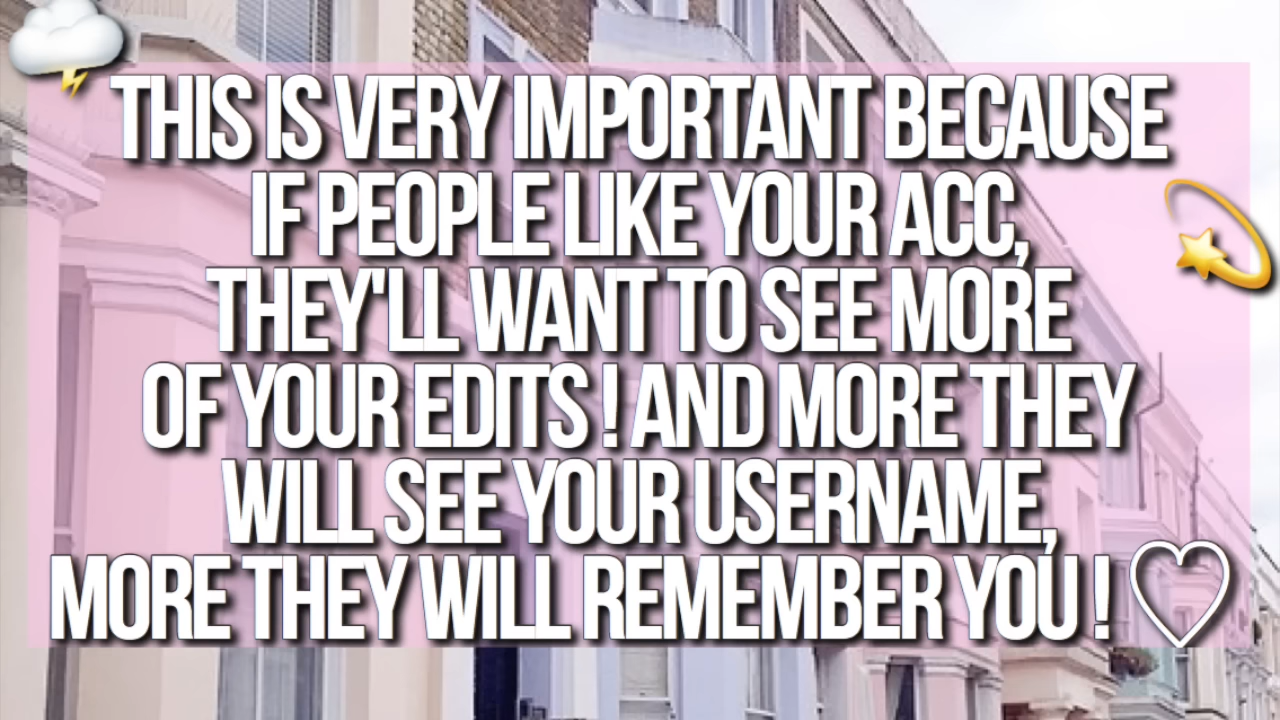 THIS IS VERY IMPORTANT BECAUSE
IF PEOPLE LIKE YOUR ACC,
THEY'LL WANT TO SEE MORE
OF YOUR EDITS ! AND MORE THEY
WILL SEE YOUR USERNAME,
MORE THEY WILL REMEMBER YOU ! ♡